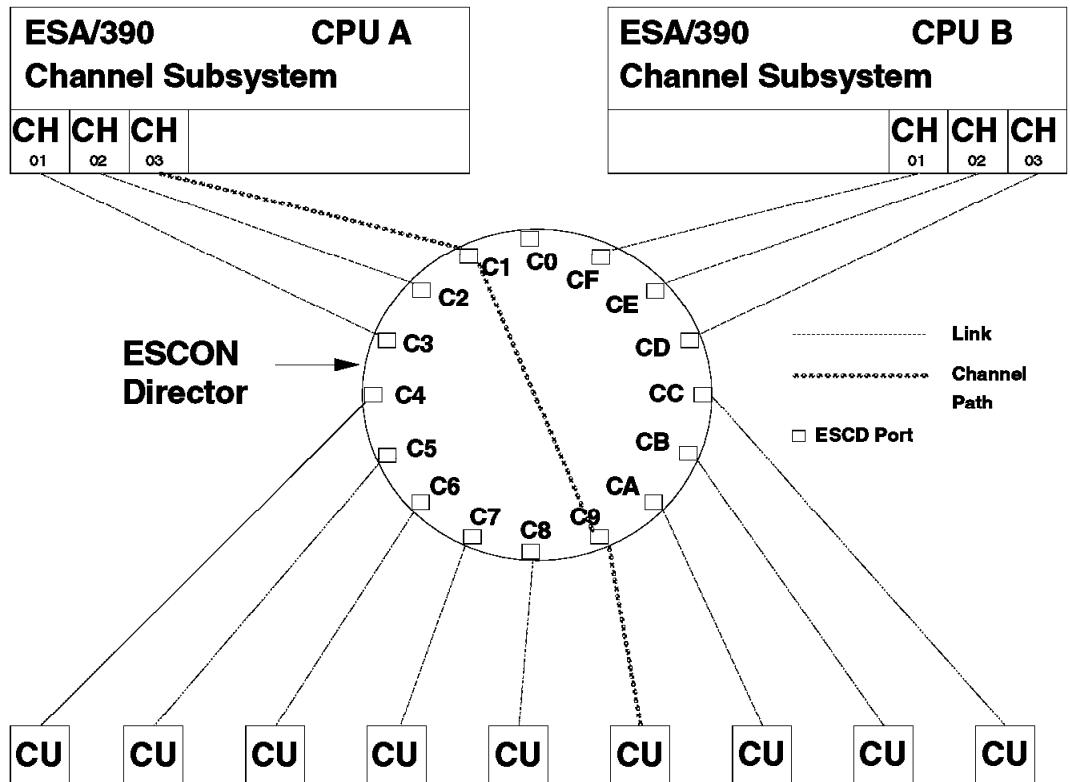 ESA/390 CPU A
Channel Subsystem
CH CH CH
01 02 03
ESA/390 CPU B
Channel Subsystem
CH CH CH
01 02 03
C0
C1
CF
C2
CE
C3
CD
ESCON
Director
C4
CC
C5
CB
C6
CA
C7
C8
C9
Link
Channel
Path
ESCD Port
CU CU CU CU CU CU CU CU CU